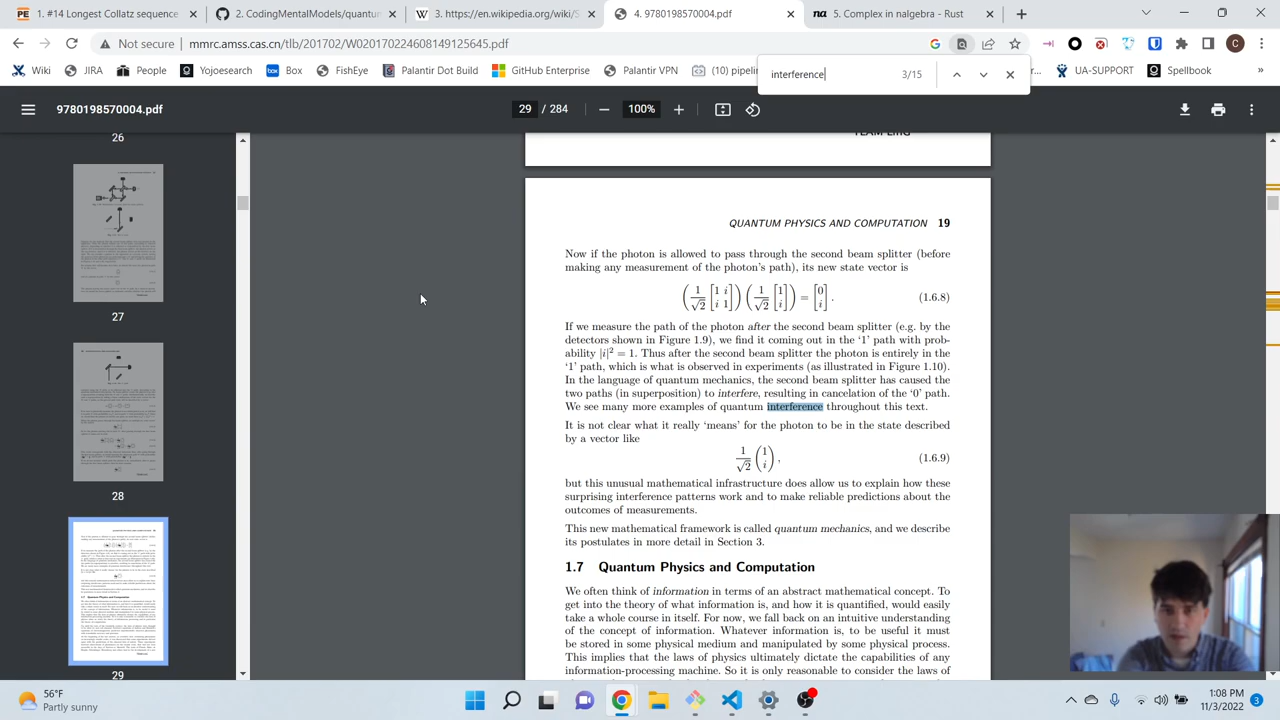 #14 Longest Collatz sequence
2. CodingMentalModels/quantun
3. https://en.wikipedia.org/wiki/S
4. 9780198570004.pdf
5. Complex in nalgebra - Rust
Not secure mmrc.amss.cas.cn/tlb/201702/W020170224608149125645.pdf
Wiki JIRA People Yojoesearch Box FishEye Palantir Dot Build GitHub Enterprise Palantir VPN (10) pipelin UA-SUPPORT Spellbook
interference 3/15
9780198570004.pdf 29 / 284 100%
26
27
28
29
TEAM LinG
QUANTUM PHYSICS AND COMPUTATION 19
Now if the photon is allowed to pass through the second beam splitter (before
making any measurement of the photon's path), its new state vector is
(1/√2 [1 i; i 1]) (1/√2 [1; i]) = [0; i]. (1.6.8)
If we measure the path of the photon after the second beam splitter (e.g. by the
detectors shown in Figure 1.9), we find it coming out in the ‘1’ path with prob-
ability |i|² = 1. Thus after the second beam splitter the photon is entirely in the
‘1’ path, which is what is observed in experiments (as illustrated in Figure 1.10).
In the language of quantum mechanics, the second beam splitter has caused the
two paths (in superposition) to interfere, resulting in cancelation of the ‘0’ path.
We see many more examples of quantum interference throughout this text.
It is not clear what it really ‘means’ for the photon to be in the state described
by a vector like
1/√2 (1; i), (1.6.9)
but this unusual mathematical infrastructure does allow us to explain how these
surprising interference patterns work and to make reliable predictions about the
outcomes of measurements.
This new mathematical framework is called quantum mechanics, and we describe
its postulates in more detail in Section 3.
1.7 Quantum Physics and Computation
We often think of information in terms of an abstract mathematical concept. To
get into the theory of what information is, and how it is quantified, would easily
take a whole course in itself. For now, we fall back on an intuitive understanding
of the concept of information. Whatever information is, to be useful it must
be stored in some physical medium and manipulated by some physical process.
This implies that the laws of physics ultimately dictate the capabilities of any
information-processing machine. So it is only reasonable to consider the laws of
56°F
Partly sunny
1:08 PM
11/3/2022
3